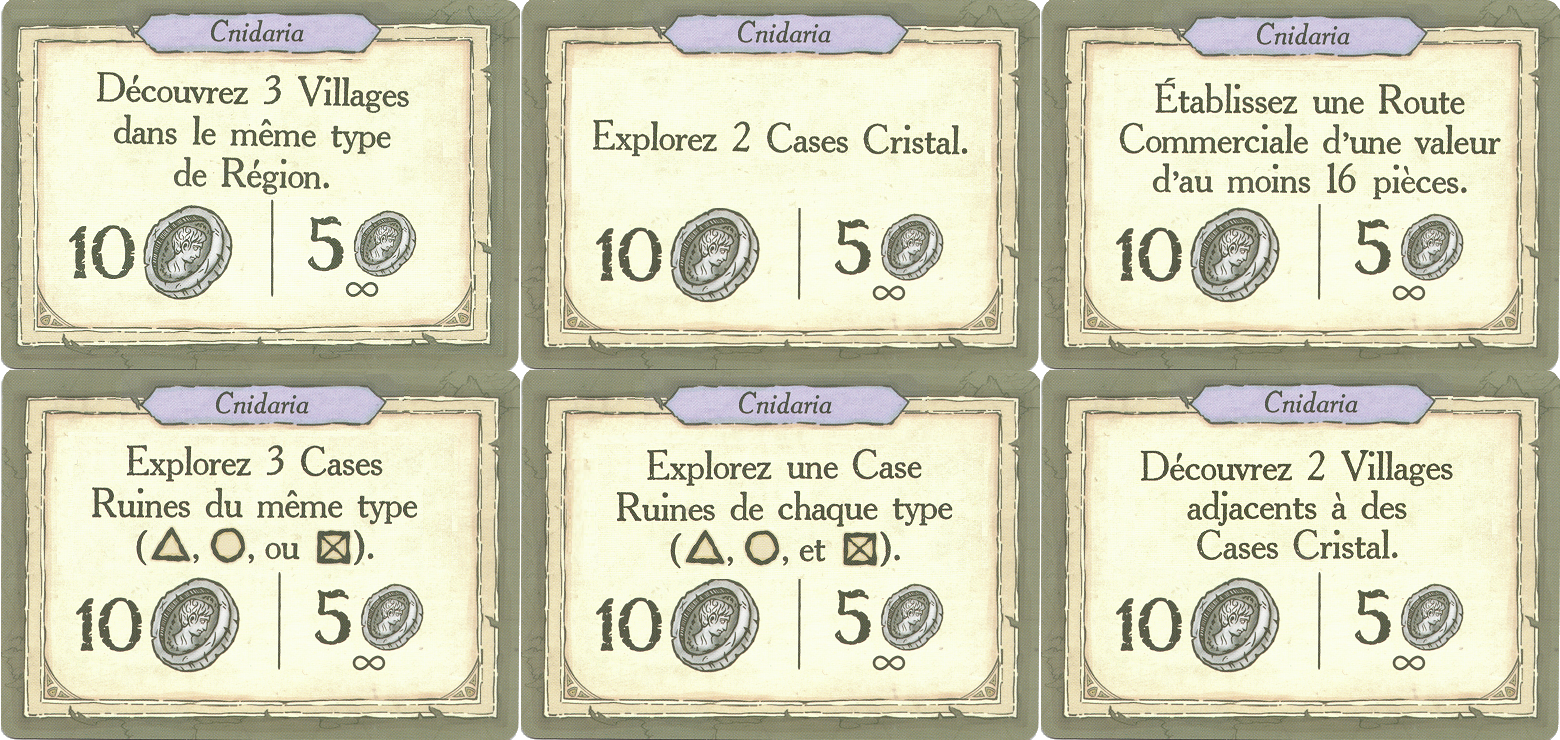 Cnidaria
Découvrez 3 Villages
dans le même type
de Région.
10 | 5
∞
Cnidaria
Explorez 2 Cases Cristal.
10 | 5
∞
Cnidaria
Établissez une Route
Commerciale d'une valeur
d'au moins 16 pièces.
10 | 5
∞
Cnidaria
Explorez 3 Cases
Ruines du même type
(△, ○, ou ☒).
10 | 5
∞
Cnidaria
Explorez une Case
Ruines de chaque type
(△, ○, et ☒).
10 | 5
∞
Cnidaria
Découvrez 2 Villages
adjacents à des
Cases Cristal.
10 | 5
∞